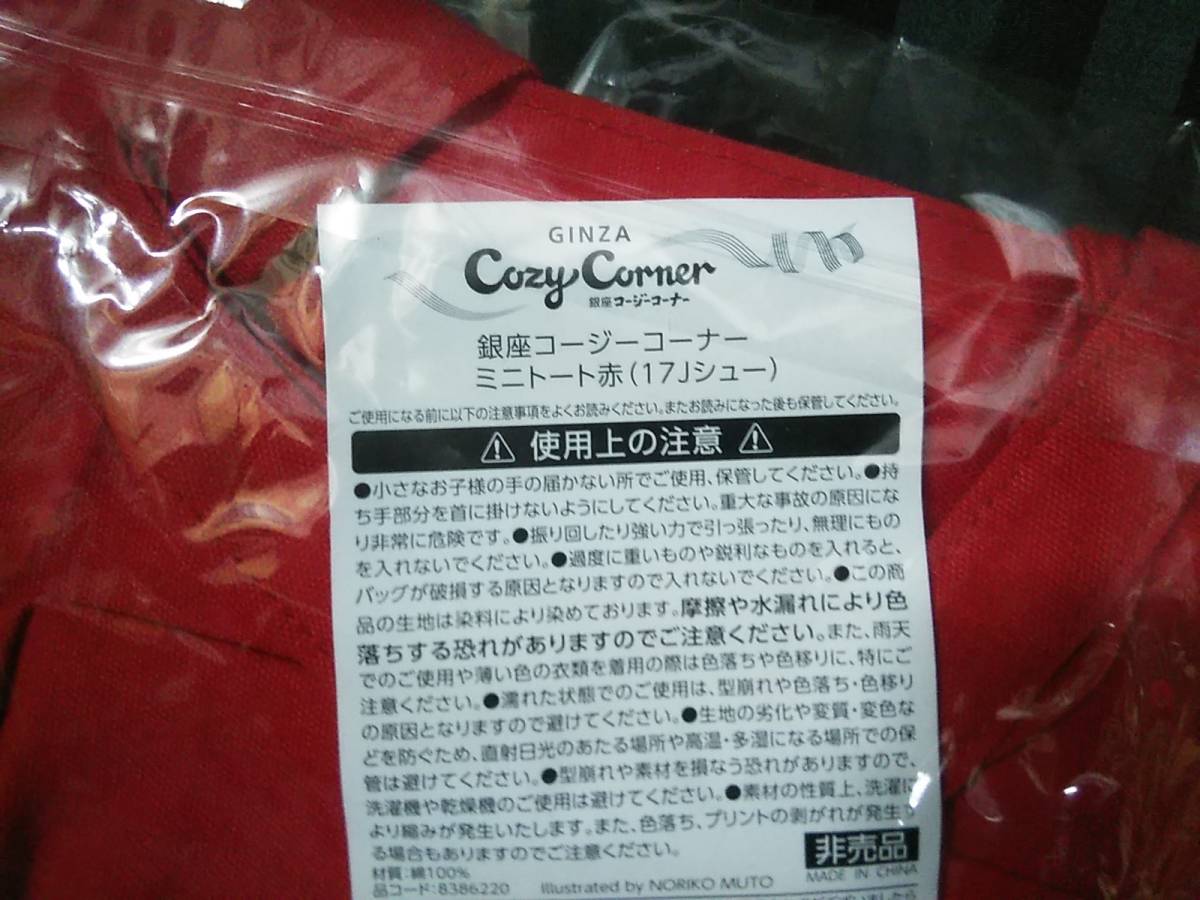 GINZA
Cozy Corner
銀座コージーコーナー
銀座コージーコーナー
ミニトート赤(17Jシュー)
ご使用になる前に以下の注意事項をよくお読みください。またお読みになった後も保管してください。
使用上の注意
●小さなお子様の手の届かない所でご使用、保管してください。●持
ち手部分を首に掛けないようにしてください。重大な事故の原因にな
り非常に危険です。●振り回したり強い力で引っ張ったり、無理にもの
を入れないでください。●過度に重いものや鋭利なものを入れると、
バッグが破損する原因となりますので入れないでください。●この商
品の生地は染料により染めております。摩擦や水漏れにより色
落ちする恐れがありますのでご注意ください。また、雨天
でのご使用や薄い色の衣類を着用の際は色落ちや色移りに、特にご
注意ください。●濡れた状態でのご使用は、型崩れや色落ち・色移り
の原因となりますので避けてください。●生地の劣化や変質・変色な
どを防ぐため、直射日光のあたる場所や高温・多湿になる場所での保
管は避けてください。●型崩れや素材を損なう恐れがありますので、
洗濯機や乾燥機のご使用は避けてください。●素材の性質上、洗濯に
より縮みが発生いたします。また、色落ち、プリントの剥がれが発生す
る場合もありますのでご注意ください。
材質:綿100%
非売品
品コード:8386220 Illustrated by NORIKO MUTO MADE IN CHINA